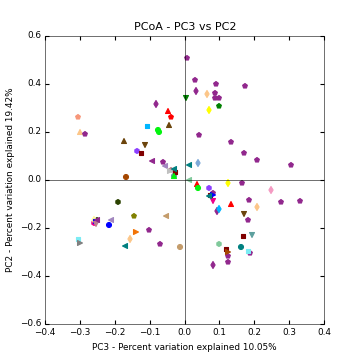 PCoA - PC3 vs PC2
PC2 - Percent variation explained 19.42%
0.6
0.4
0.2
0.0
−0.2
−0.4
−0.6
−0.4 −0.3 −0.2 −0.1 0.0 0.1 0.2 0.3 0.4
PC3 - Percent variation explained 10.05%